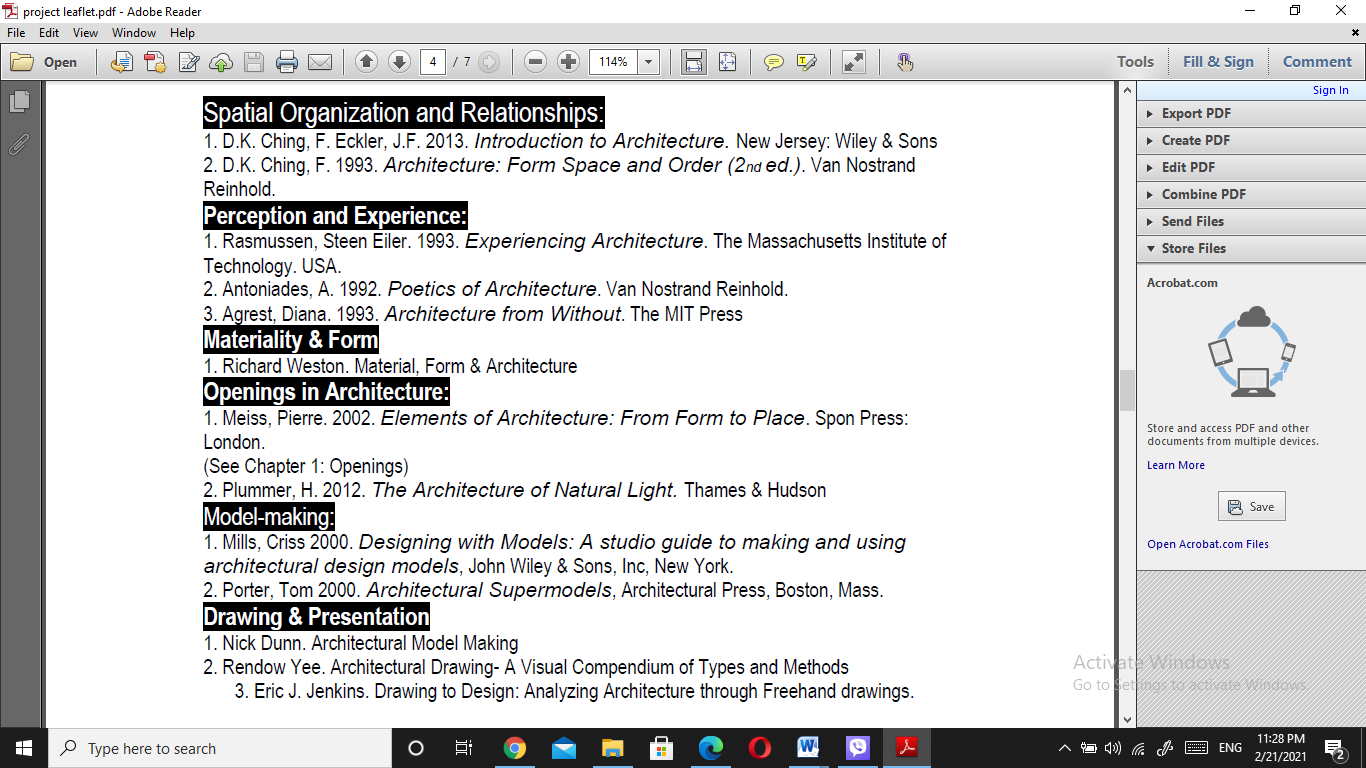 project leaflet.pdf - Adobe Reader
File Edit View Window Help
Open 4 / 7 114% Tools Fill & Sign Comment
Sign In
Spatial Organization and Relationships:
1. D.K. Ching, F. Eckler, J.F. 2013. Introduction to Architecture. New Jersey: Wiley & Sons
2. D.K. Ching, F. 1993. Architecture: Form Space and Order (2nd ed.). Van Nostrand
Reinhold.
Perception and Experience:
1. Rasmussen, Steen Eiler. 1993. Experiencing Architecture. The Massachusetts Institute of
Technology. USA.
2. Antoniades, A. 1992. Poetics of Architecture. Van Nostrand Reinhold.
3. Agrest, Diana. 1993. Architecture from Without. The MIT Press
Materiality & Form
1. Richard Weston. Material, Form & Architecture
Openings in Architecture:
1. Meiss, Pierre. 2002. Elements of Architecture: From Form to Place. Spon Press:
London.
(See Chapter 1: Openings)
2. Plummer, H. 2012. The Architecture of Natural Light. Thames & Hudson
Model-making:
1. Mills, Criss 2000. Designing with Models: A studio guide to making and using
architectural design models, John Wiley & Sons, Inc, New York.
2. Porter, Tom 2000. Architectural Supermodels, Architectural Press, Boston, Mass.
Drawing & Presentation
1. Nick Dunn. Architectural Model Making
2. Rendow Yee. Architectural Drawing- A Visual Compendium of Types and Methods
3. Eric J. Jenkins. Drawing to Design: Analyzing Architecture through Freehand drawings.
Export PDF
Create PDF
Edit PDF
Combine PDF
Send Files
Store Files
Acrobat.com
Store and access PDF and other
documents from multiple devices.
Learn More
Save
Open Acrobat.com Files
Activate Windows
Go to Settings to activate Windows.
Type here to search
ENG
11:28 PM
2/21/2021
2